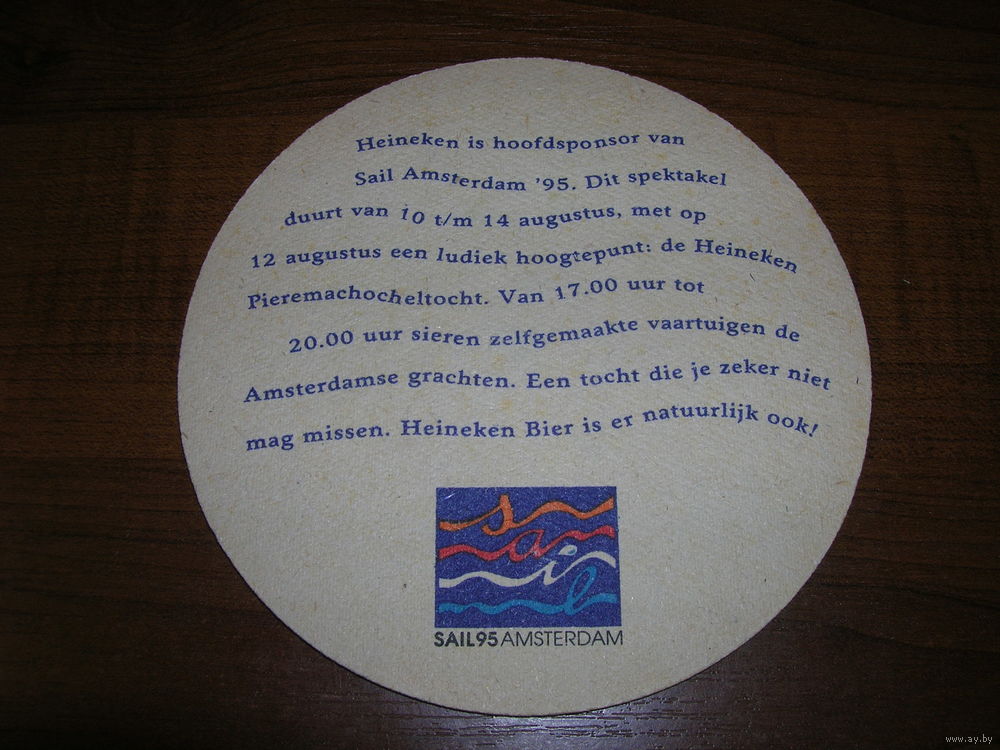 Heineken is hoofdsponsor van
Sail Amsterdam '95. Dit spektakel
duurt van 10 t/m 14 augustus, met op
12 augustus een ludiek hoogtepunt: de Heineken
Pieremachocheltocht. Van 17.00 uur tot
20.00 uur sieren zelfgemaakte vaartuigen de
Amsterdamse grachten. Een tocht die je zeker niet
mag missen. Heineken Bier is er natuurlijk ook!
s
a
i
l
SAIL95AMSTERDAM
www.ay.by